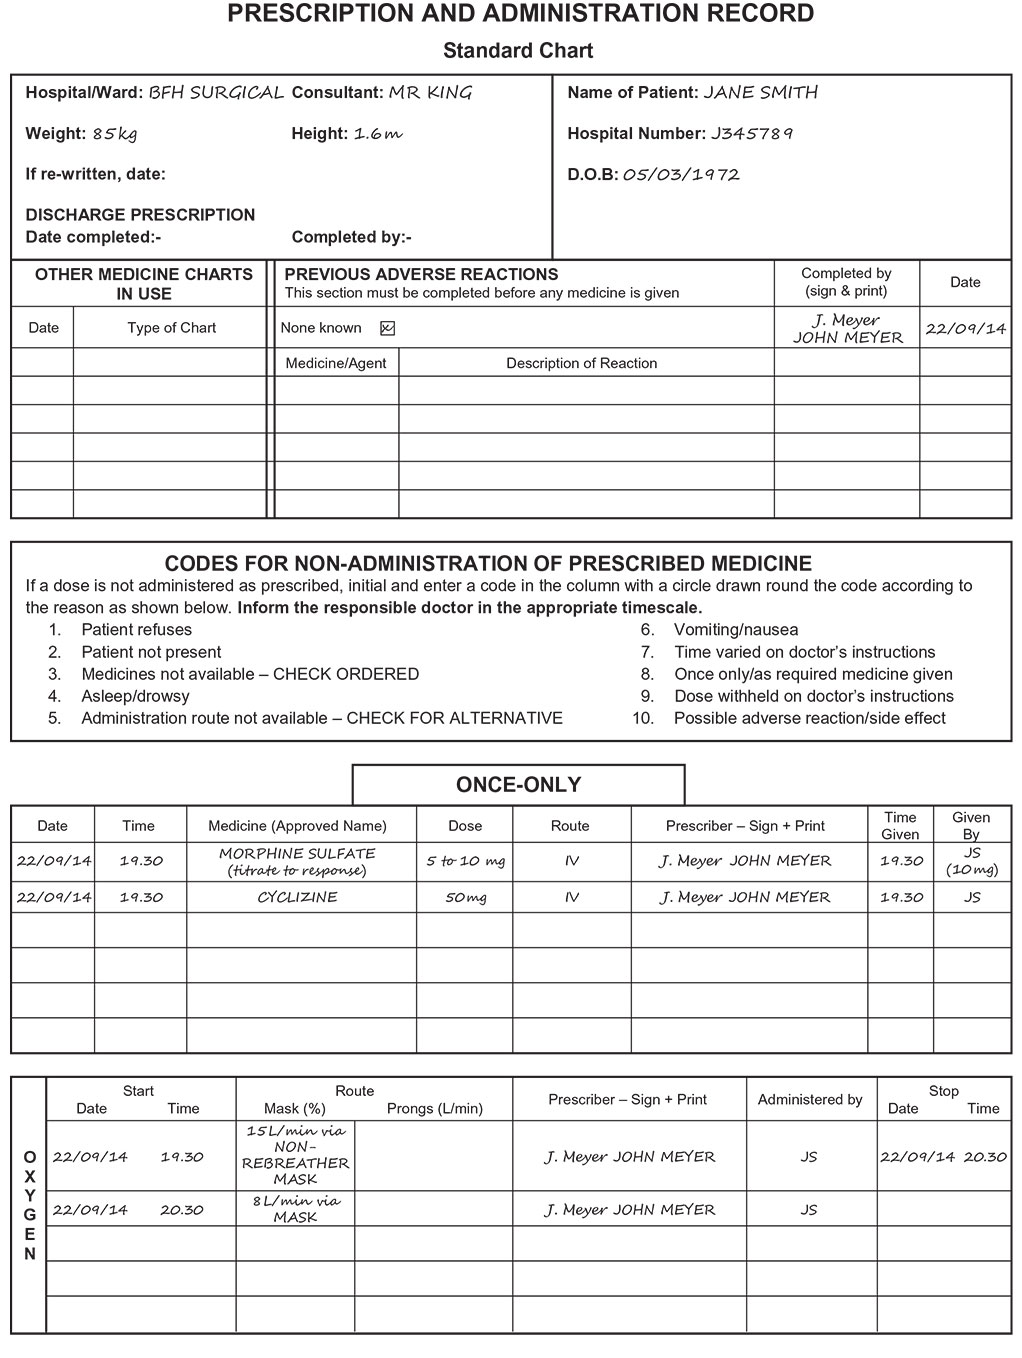 PRESCRIPTION AND ADMINISTRATION RECORD
Standard Chart
Hospital/Ward: BFH SURGICAL Consultant: MR KING
Name of Patient: JANE SMITH
Weight: 85kg Height: 1.6m
Hospital Number: J345789
If re-written, date:
D.O.B: 05/03/1972
DISCHARGE PRESCRIPTION
Date completed:- Completed by:-
OTHER MEDICINE CHARTS
IN USE
PREVIOUS ADVERSE REACTIONS
This section must be completed before any medicine is given
Completed by
(sign & print)
Date
Date Type of Chart
None known x
J. Meyer
JOHN MEYER
22/09/14
Medicine/Agent Description of Reaction
CODES FOR NON-ADMINISTRATION OF PRESCRIBED MEDICINE
If a dose is not administered as prescribed, initial and enter a code in the column with a circle drawn round the code according to
the reason as shown below. Inform the responsible doctor in the appropriate timescale.
1. Patient refuses
2. Patient not present
3. Medicines not available – CHECK ORDERED
4. Asleep/drowsy
5. Administration route not available – CHECK FOR ALTERNATIVE
6. Vomiting/nausea
7. Time varied on doctor's instructions
8. Once only/as required medicine given
9. Dose withheld on doctor's instructions
10. Possible adverse reaction/side effect
ONCE-ONLY
Date Time Medicine (Approved Name) Dose Route Prescriber – Sign + Print
Time
Given
Given
By
22/09/14 19.30
MORPHINE SULFATE
(titrate to response)
5 to 10 mg IV J. Meyer JOHN MEYER 19.30
JS
(10mg)
22/09/14 19.30 CYCLIZINE 50mg IV J. Meyer JOHN MEYER 19.30 JS
OXYGEN
Start
Date Time
Route
Mask (%) Prongs (L/min)
Prescriber – Sign + Print
Administered by
Stop
Date Time
22/09/14 19.30
15L/min via
NON-
REBREATHER
MASK
J. Meyer JOHN MEYER JS 22/09/14 20.30
22/09/14 20.30
8L/min via
MASK
J. Meyer JOHN MEYER JS